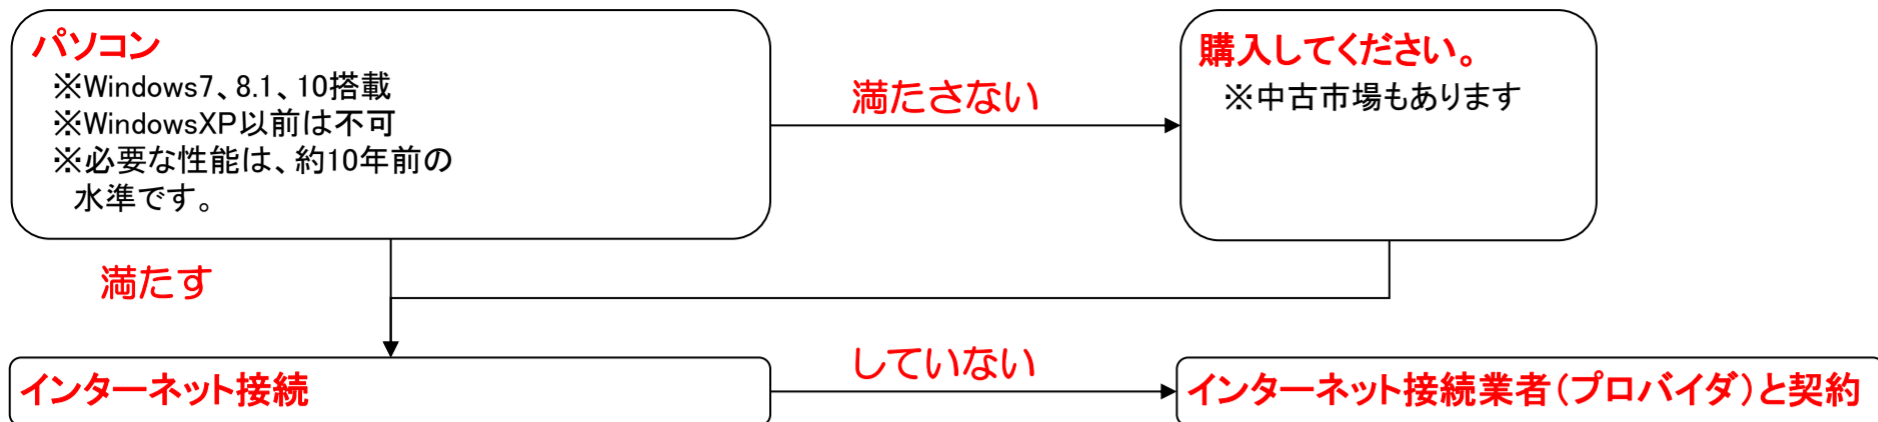 パソコン
※Windows7、8.1、10搭載
※WindowsXP以前は不可
※必要な性能は、約10年前の
水準です。
満たさない
購入してください。
※中古市場もあります
満たす
インターネット接続
していない
インターネット接続業者(プロバイダ)と契約